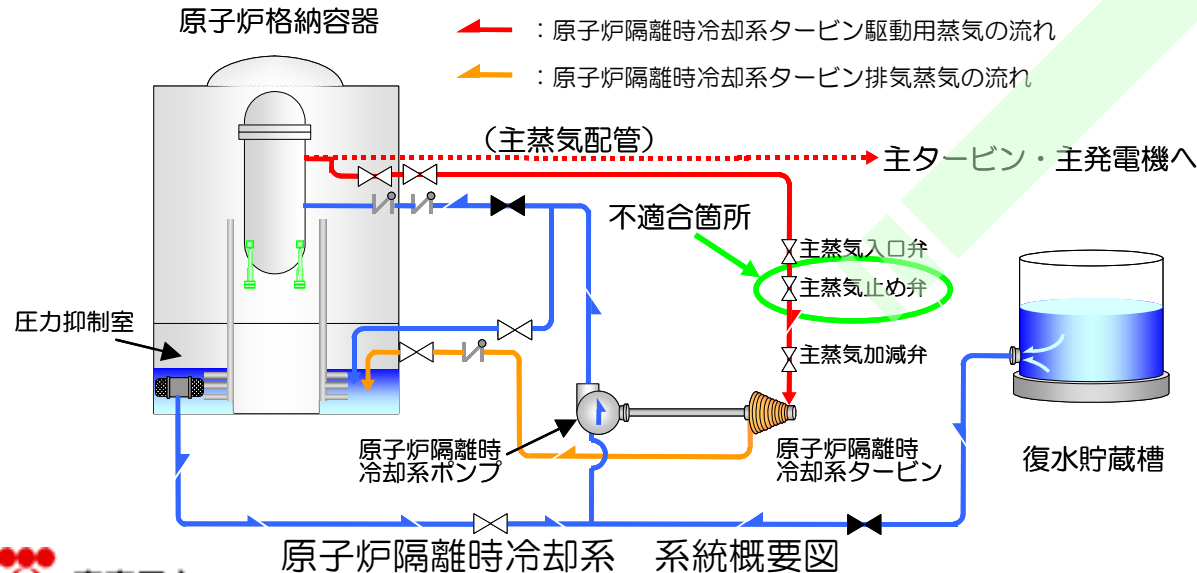 原子炉格納容器
：原子炉隔離時冷却系タービン駆動用蒸気の流れ
：原子炉隔離時冷却系タービン排気蒸気の流れ
（主蒸気配管）
主タービン・主発電機へ
不適合箇所
主蒸気入口弁
主蒸気止め弁
圧力抑制室
主蒸気加減弁
原子炉隔離時
冷却系ポンプ
原子炉隔離時
冷却系タービン
復水貯蔵槽
原子炉隔離時冷却系　系統概要図